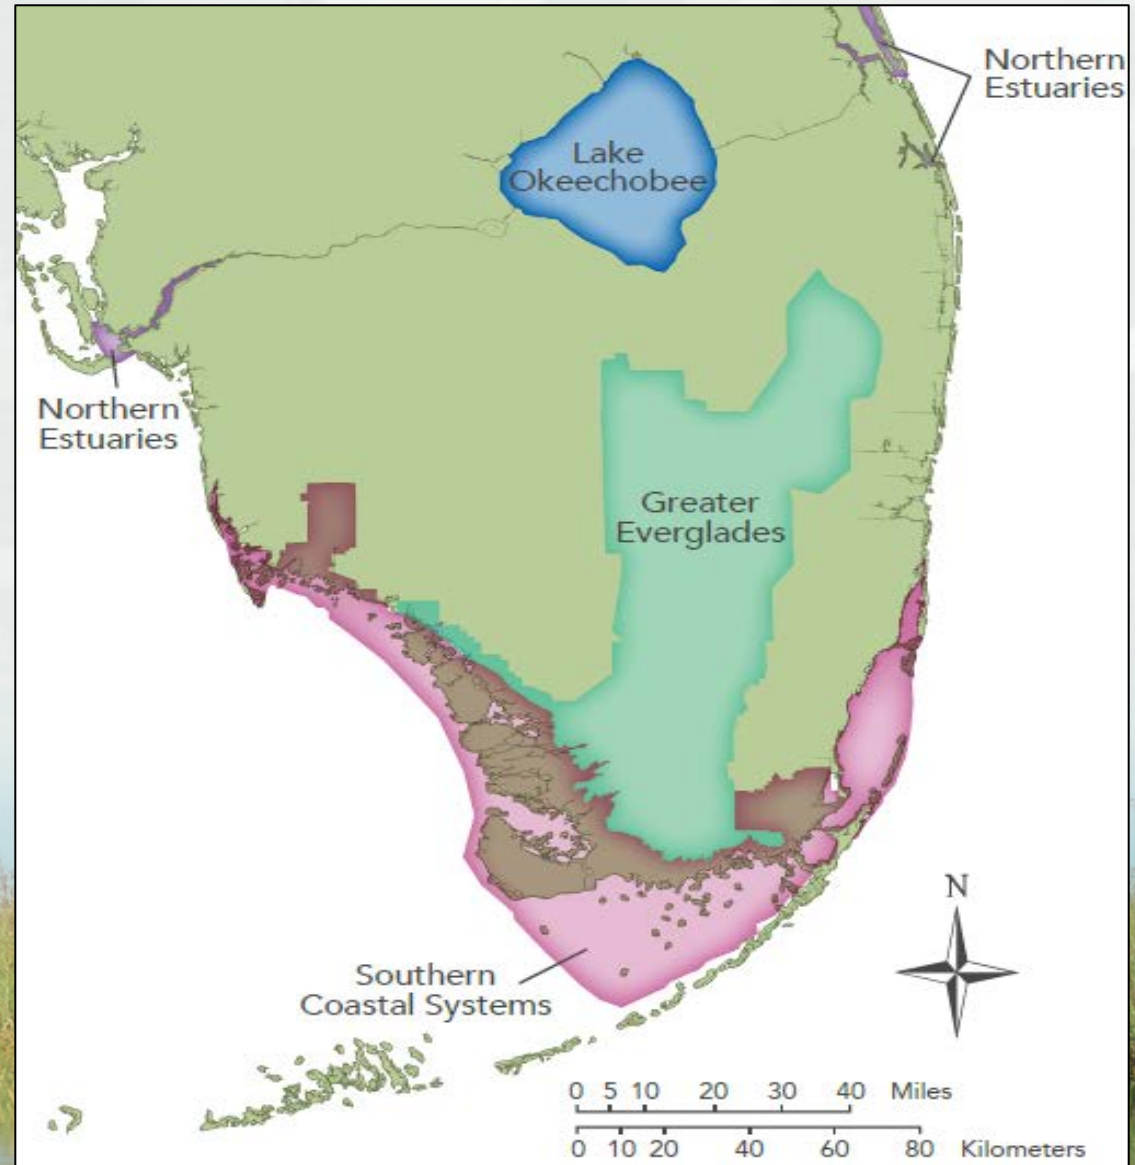 Northern
Estuaries
Lake
Okeechobee
Northern
Estuaries
Greater
Everglades
N
Southern
Coastal Systems
0 5 10 20 30 40 Miles
0 10 20 40 60 80 Kilometers